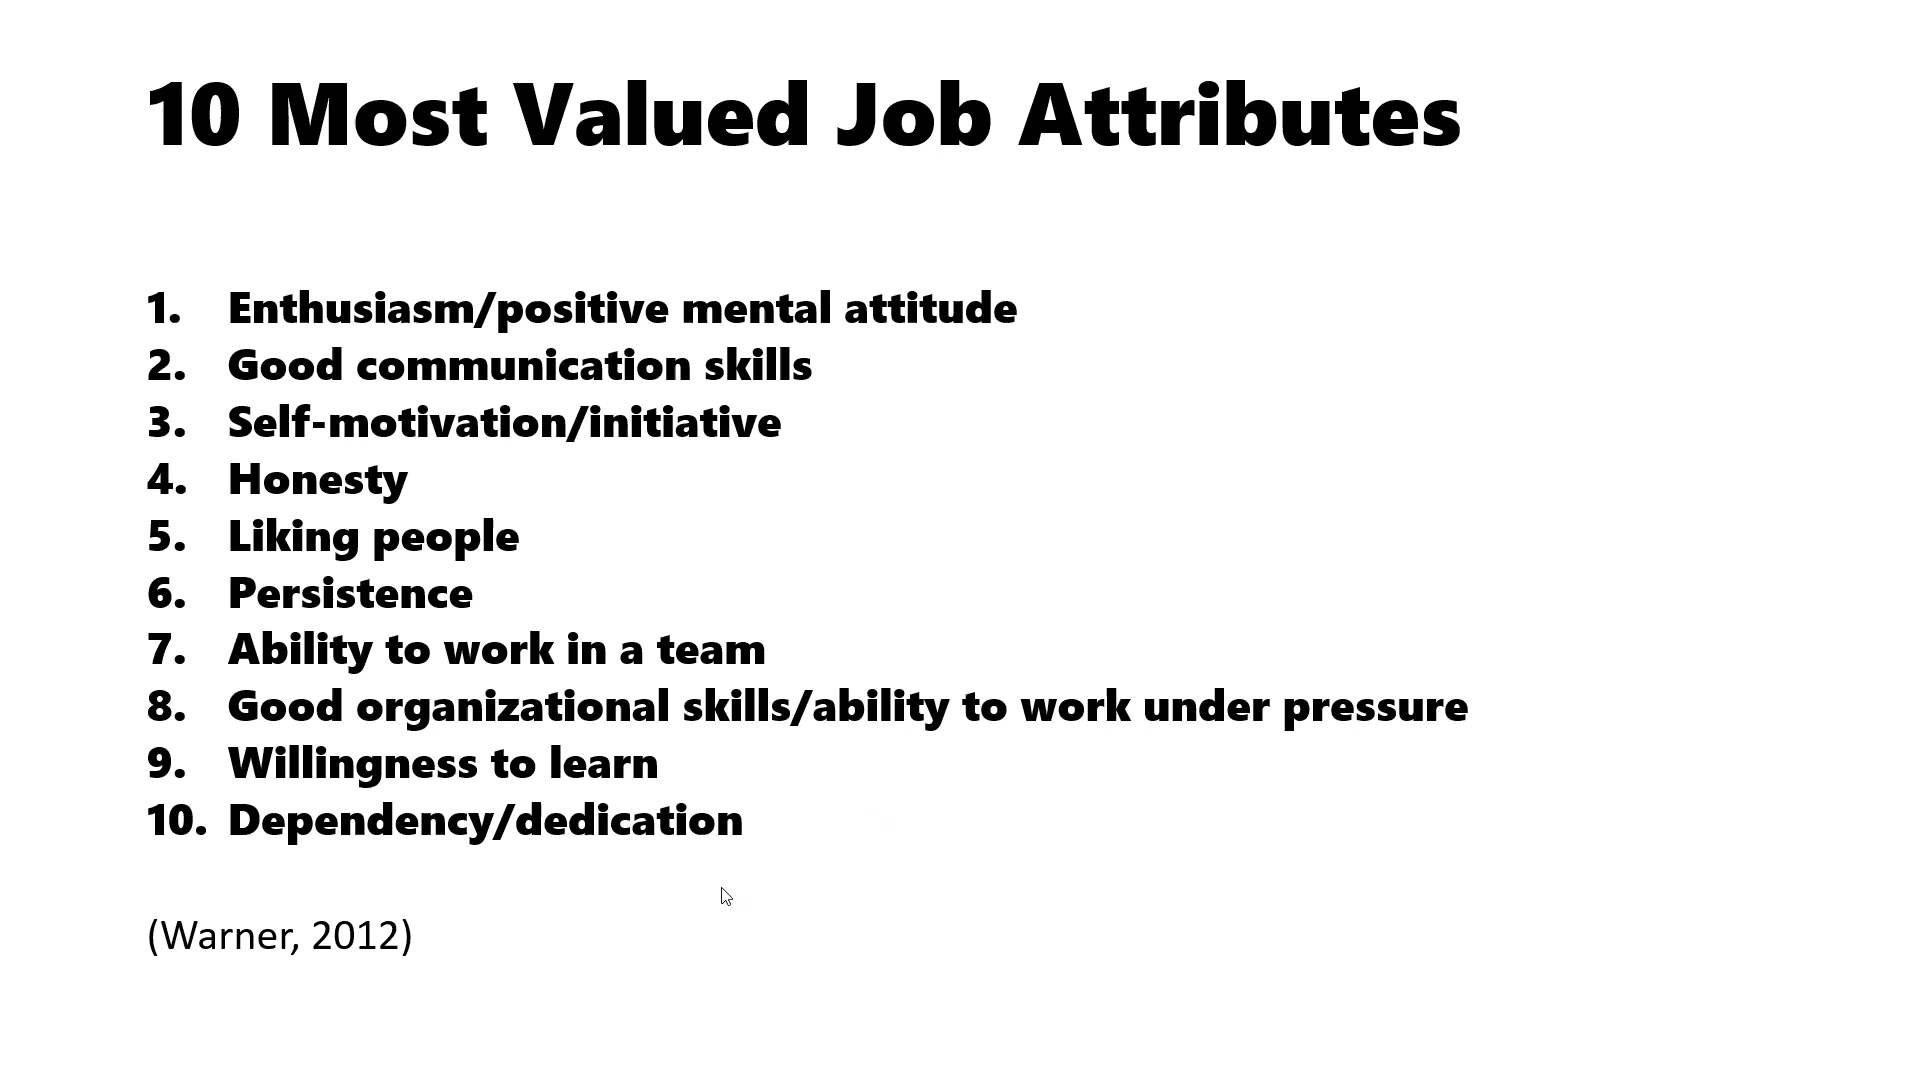 10 Most Valued Job Attributes
1. Enthusiasm/positive mental attitude
2. Good communication skills
3. Self-motivation/initiative
4. Honesty
5. Liking people
6. Persistence
7. Ability to work in a team
8. Good organizational skills/ability to work under pressure
9. Willingness to learn
10. Dependency/dedication
(Warner, 2012)